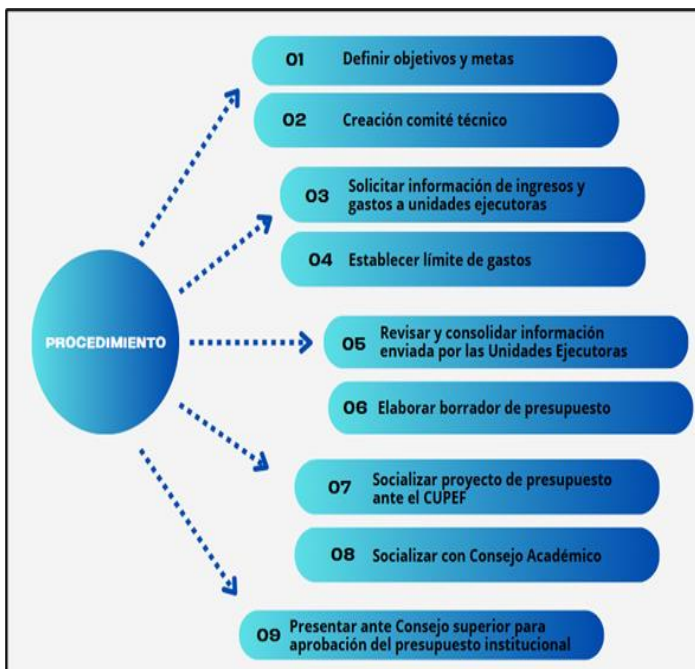 01 Definir objetivos y metas
02 Creación comité técnico
03 Solicitar información de ingresos y
gastos a unidades ejecutoras
04 Establecer límite de gastos
PROCEDIMIENTO
05 Revisar y consolidar información
enviada por las Unidades Ejecutoras
06 Elaborar borrador de presupuesto
07 Socializar proyecto de presupuesto
ante el CUPEF
08 Socializar con Consejo Académico
09 Presentar ante Consejo superior para
aprobación del presupuesto institucional